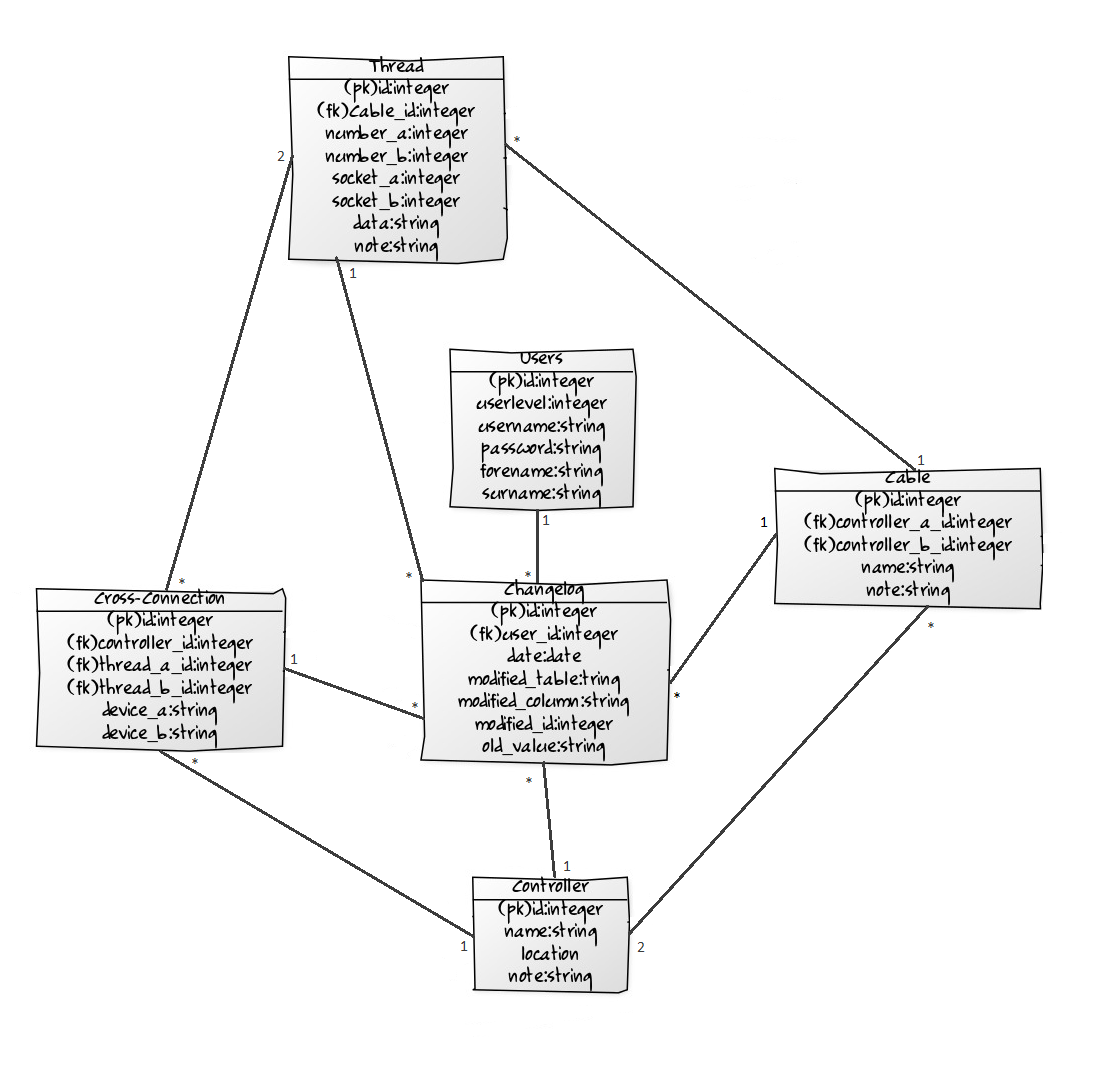 Thread
(pk)id:integer
(fk)Cable_id:integer
number_a:integer
number_b:integer
socket_a:integer
socket_b:integer
data:string
note:string
*
2
1
Users
(pk)id:integer
userlevel:integer
username:string
password:string
forename:string
surname:string
1
*
1
Cable
(pk)id:integer
(fk)controller_a_id:integer
(fk)controller_b_id:integer
name:string
note:string
1
*
*
Cross-Connection
(pk)id:integer
(fk)controller_id:integer
(fk)thread_a_id:integer
(fk)thread_b_id:integer
device_a:string
device_b:string
1
*
*
Changelog
(pk)id:integer
(fk)user_id:integer
date:date
modified_table:tring
modified_column:string
modified_id:integer
old_value:string
*
*
*
1
Controller
(pk)id:integer
name:string
location
note:string
1
2